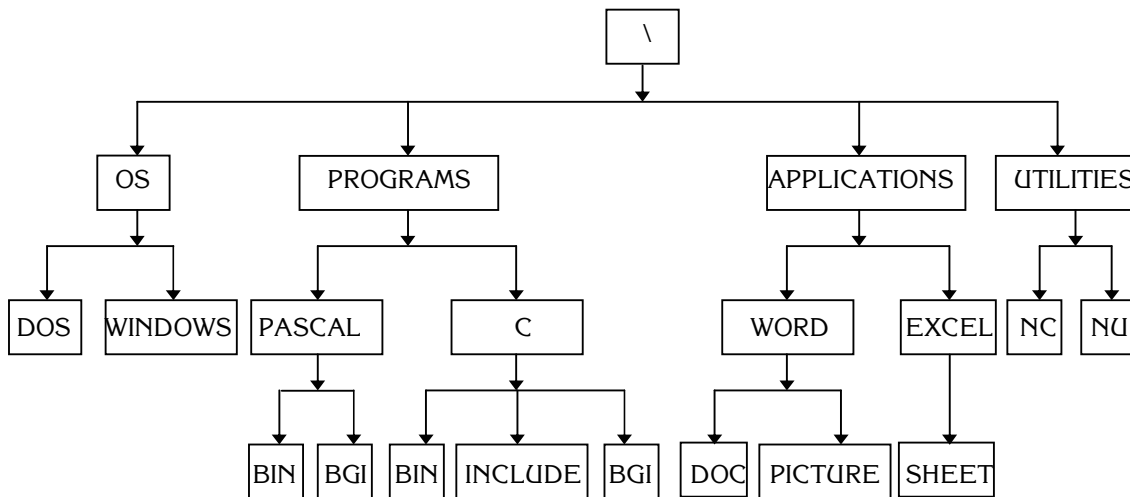 \
OS PROGRAMS APPLICATIONS UTILITIES
DOS WINDOWS PASCAL C WORD EXCEL NC NU
BIN BGI BIN INCLUDE BGI DOC PICTURE SHEET